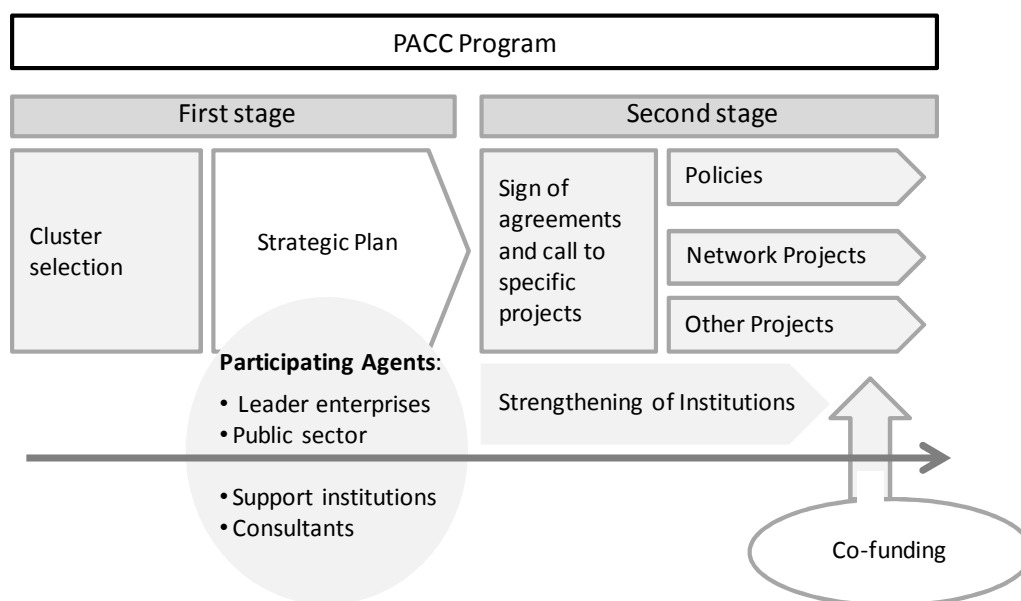 PACC Program
First stage
Second stage
Cluster
selection
Strategic Plan
Sign of
agreements
and call to
specific
projects
Policies
Network Projects
Other Projects
Participating Agents:
• Leader enterprises
• Public sector
• Support institutions
• Consultants
Strengthening of Institutions
Co-funding